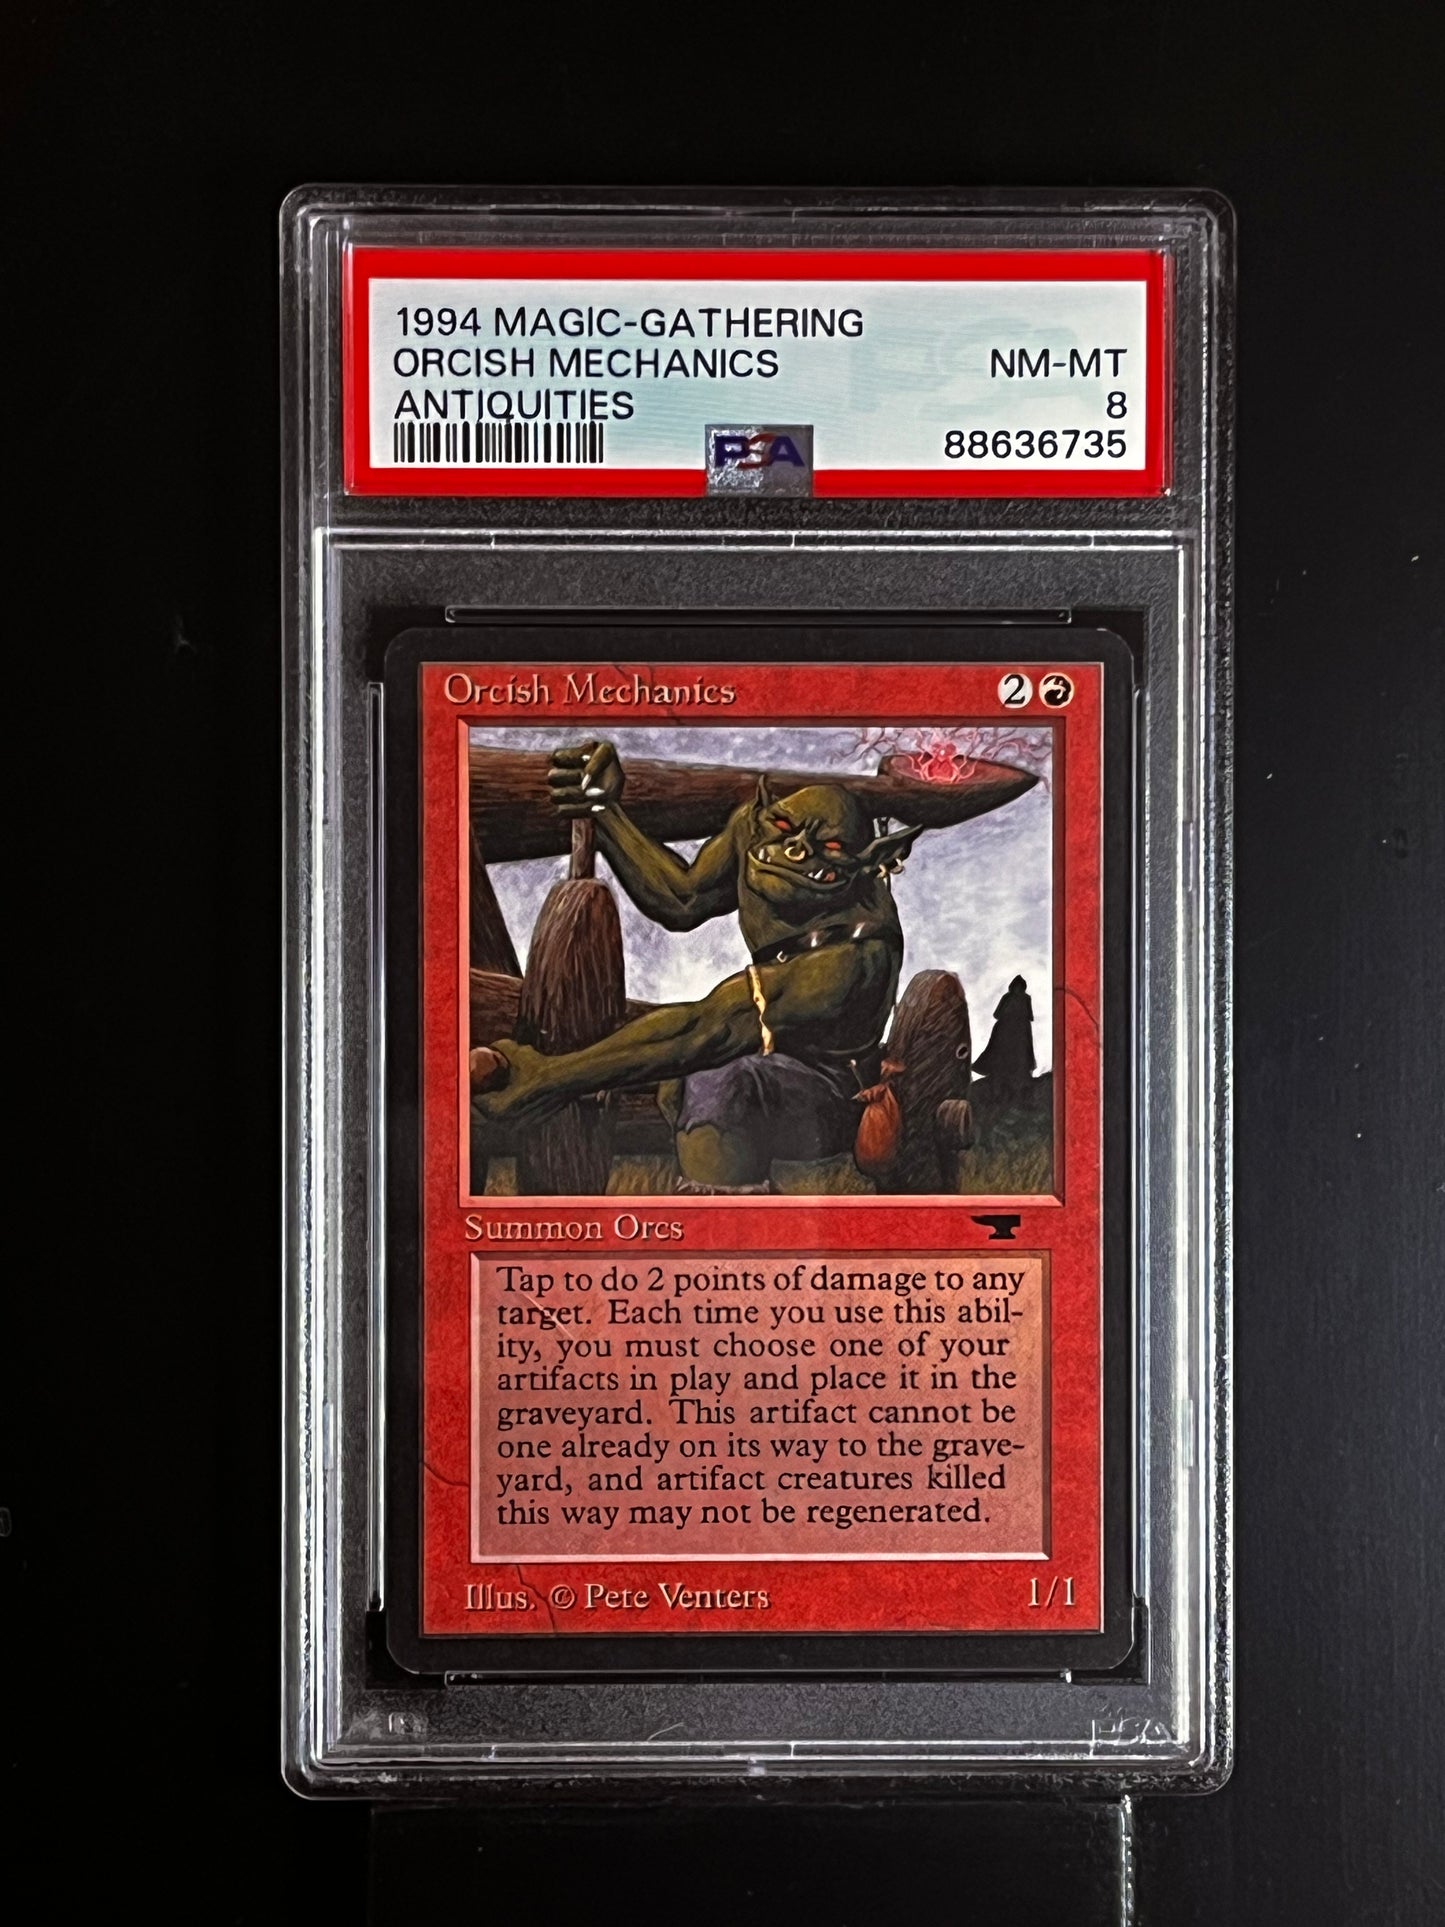 1994 MAGIC-GATHERING
ORCISH MECHANICS NM-MT
ANTIQUITIES 8
88636735
PSA
Orcish Mechanics 2
Summon Orcs
Tap to do 2 points of damage to any
target. Each time you use this abil-
ity, you must choose one of your
artifacts in play and place it in the
graveyard. This artifact cannot be
one already on its way to the grave-
yard, and artifact creatures killed
this way may not be regenerated.
Illus. © Pete Venters 1/1
PSA